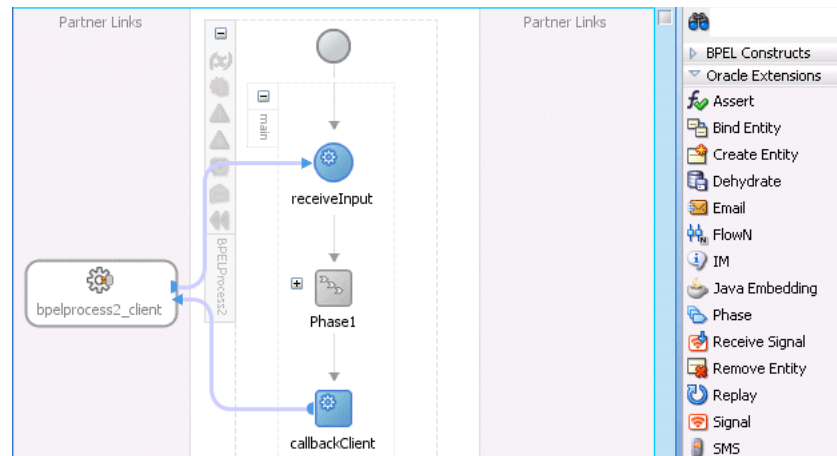 Partner Links
Partner Links
main
receiveInput
BPELProcess2
bpelprocess2_client
Phase1
callbackClient
BPEL Constructs
Oracle Extensions
Assert
Bind Entity
Create Entity
Dehydrate
Email
FlowN
IM
Java Embedding
Phase
Receive Signal
Remove Entity
Replay
Signal
SMS